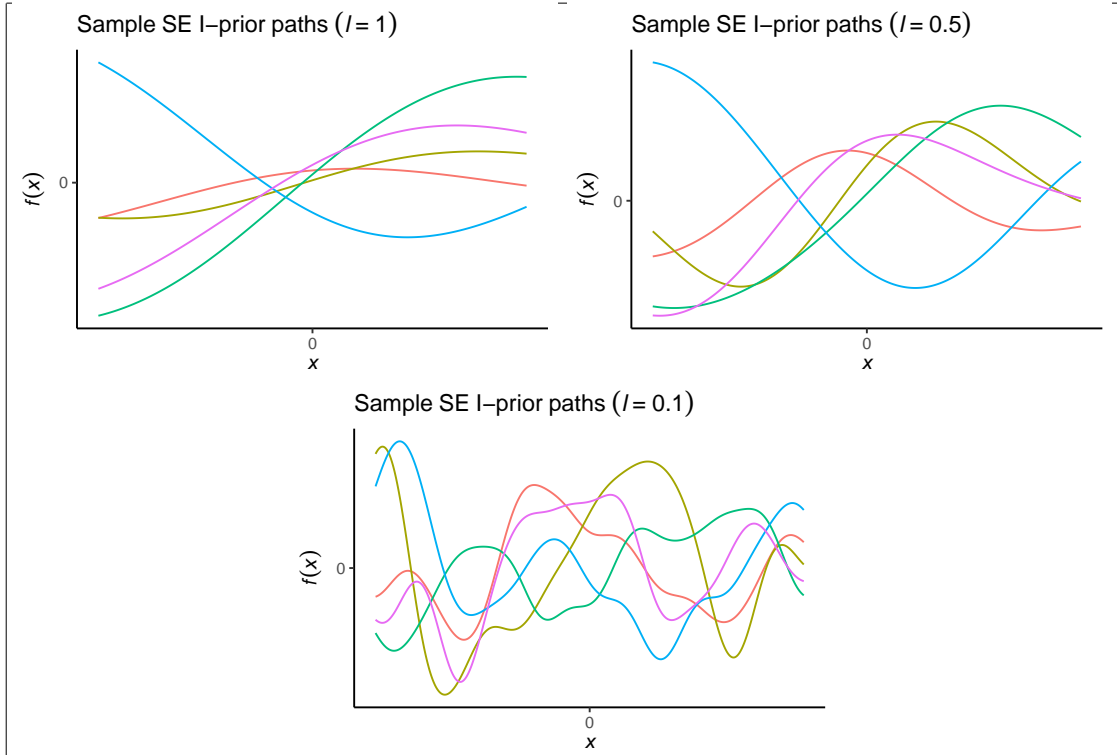 Sample SE I−prior paths (l = 1)
f(x)
0
0
x
Sample SE I−prior paths (l = 0.5)
f(x)
0
0
x
Sample SE I−prior paths (l = 0.1)
f(x)
0
0
x